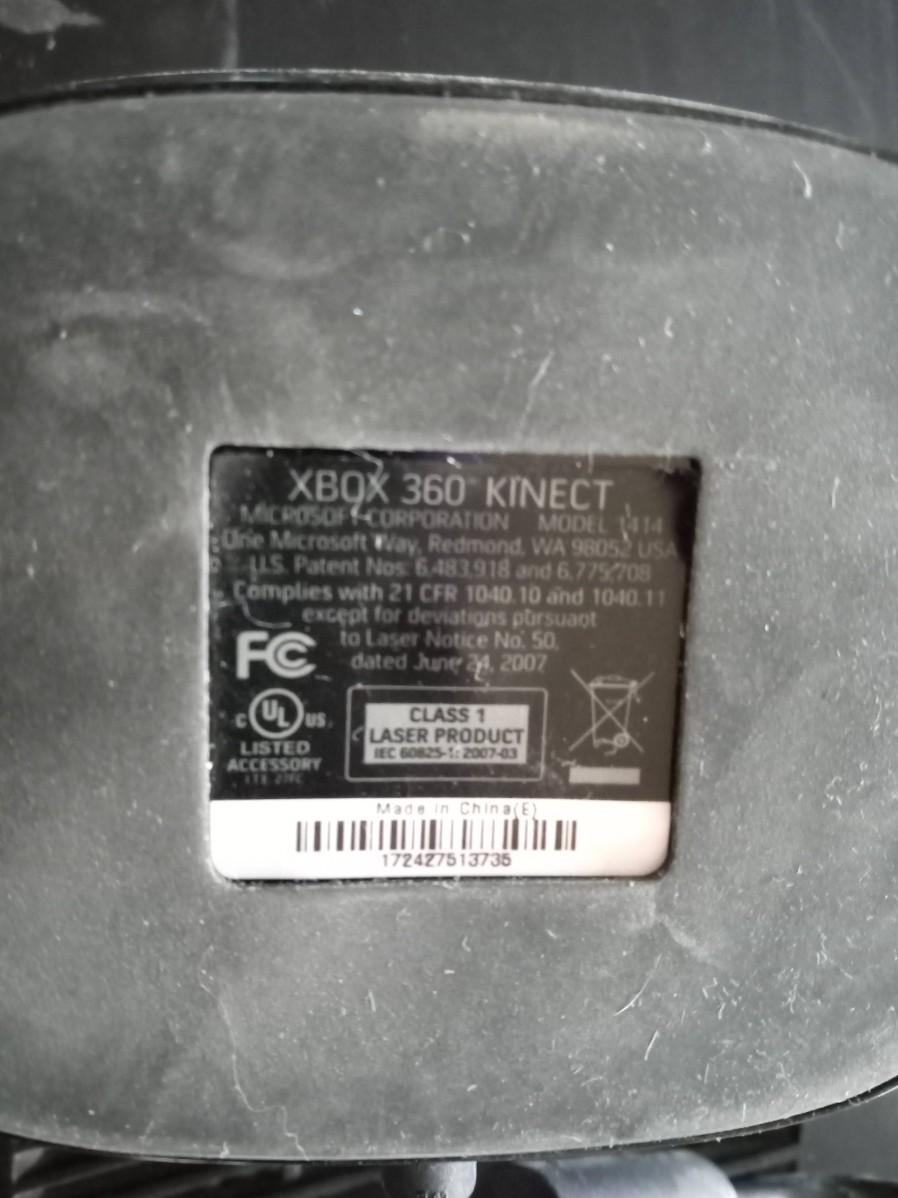 XBOX 360 KINECT
MICROSOFT CORPORATION MODEL 1414
One Microsoft Way, Redmond, WA 98052 USA
U.S. Patent Nos. 6,483,918 and 6,775,708
Complies with 21 CFR 1040.10 and 1040.11
except for deviations pursuant
to Laser Notice No. 50,
dated June 24, 2007
FC
C UL US
LISTED
ACCESSORY
CLASS 1
LASER PRODUCT
IEC 60825-1: 2007-03
Made in China(E)
172427513735